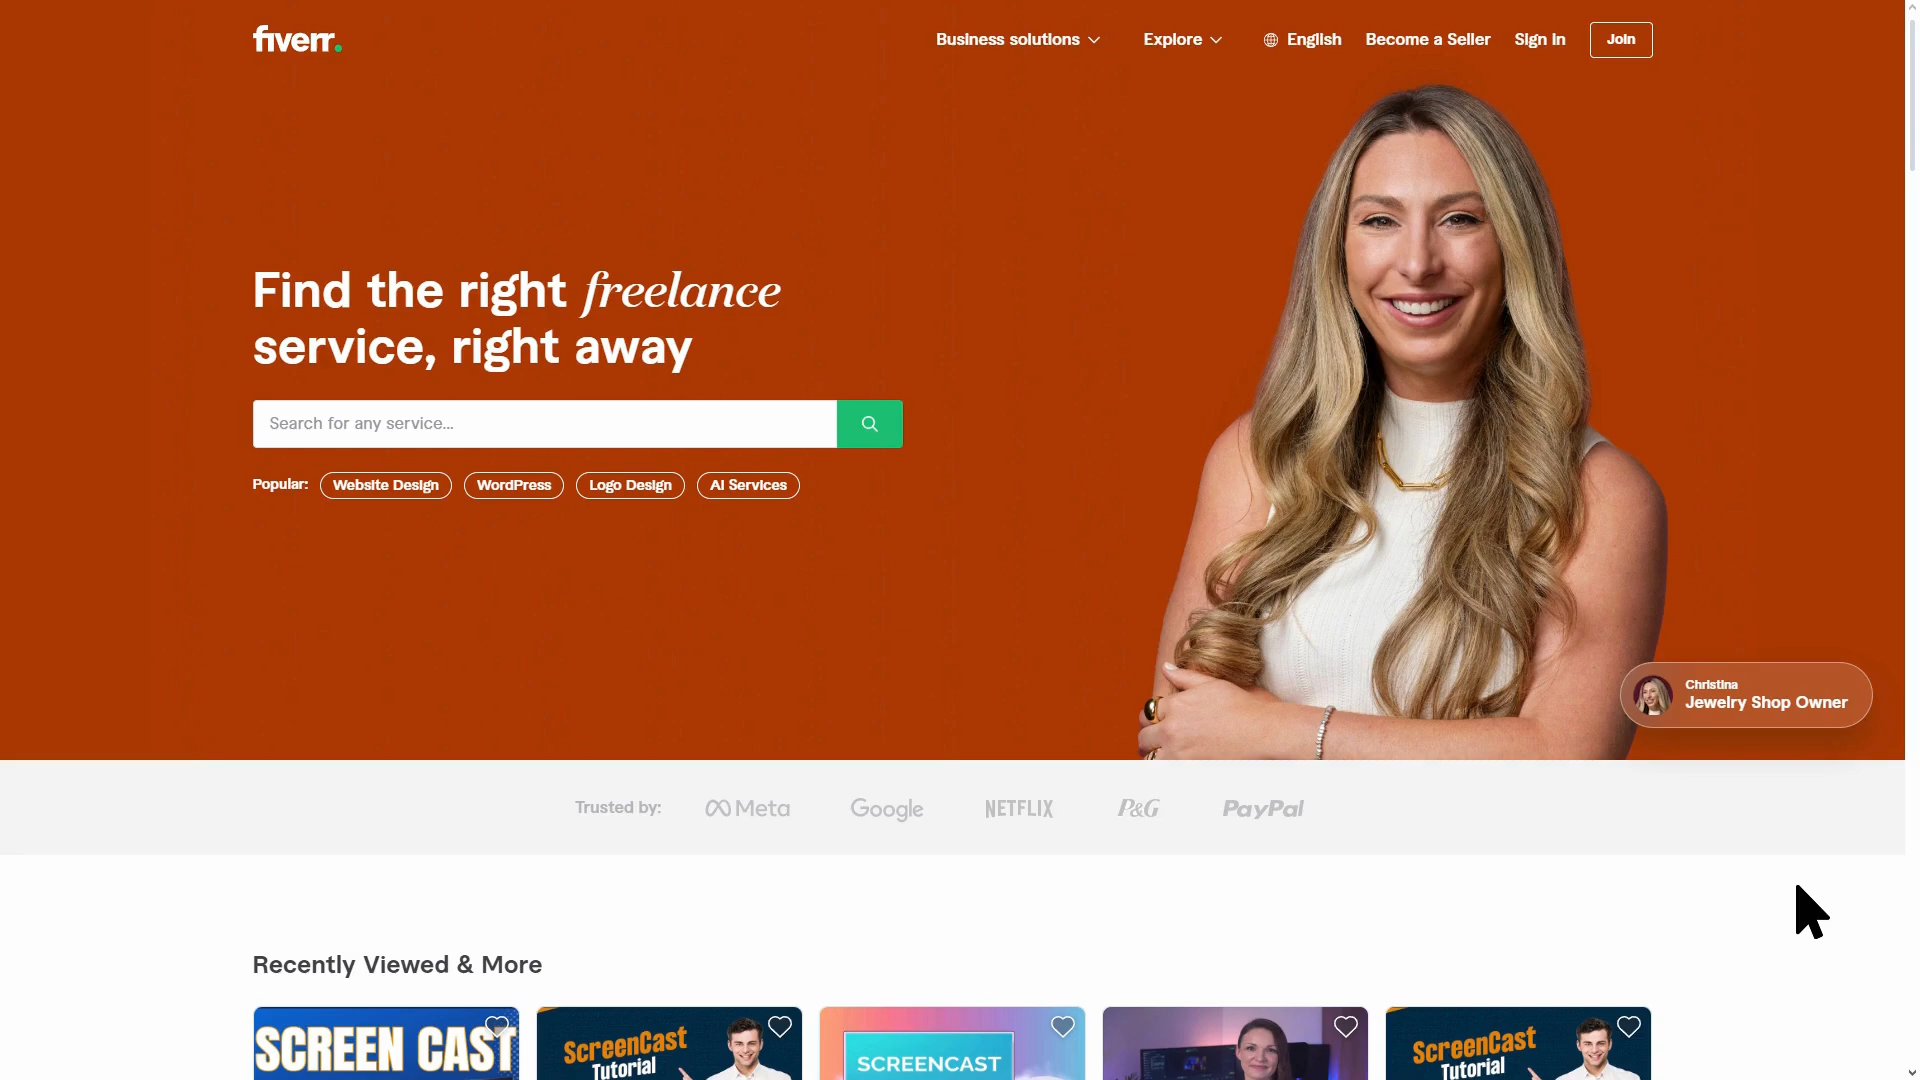 fiverr.
Business solutions
Explore
English
Become a Seller
Sign in
Join
Find the right freelance
service, right away
Search for any service...
Popular:
Website Design
WordPress
Logo Design
AI Services
Christina
Jewelry Shop Owner
Trusted by:
Meta
Google
NETFLIX
P&G
PayPal
Recently Viewed & More
SCREEN CAST
ScreenCast
Tutorial
SCREENCAST
ScreenCast
Tutorial